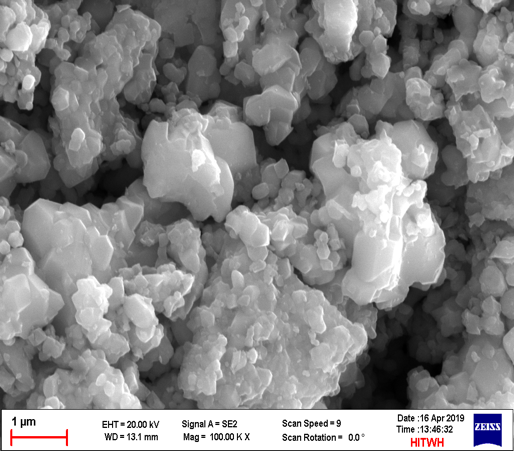 1 µm
EHT = 20.00 kV
WD = 13.1 mm
Signal A = SE2
Mag = 100.00 K X
Scan Speed = 9
Scan Rotation = 0.0 °
Date :16 Apr 2019
Time :13:46:32
HITWH
ZEISS